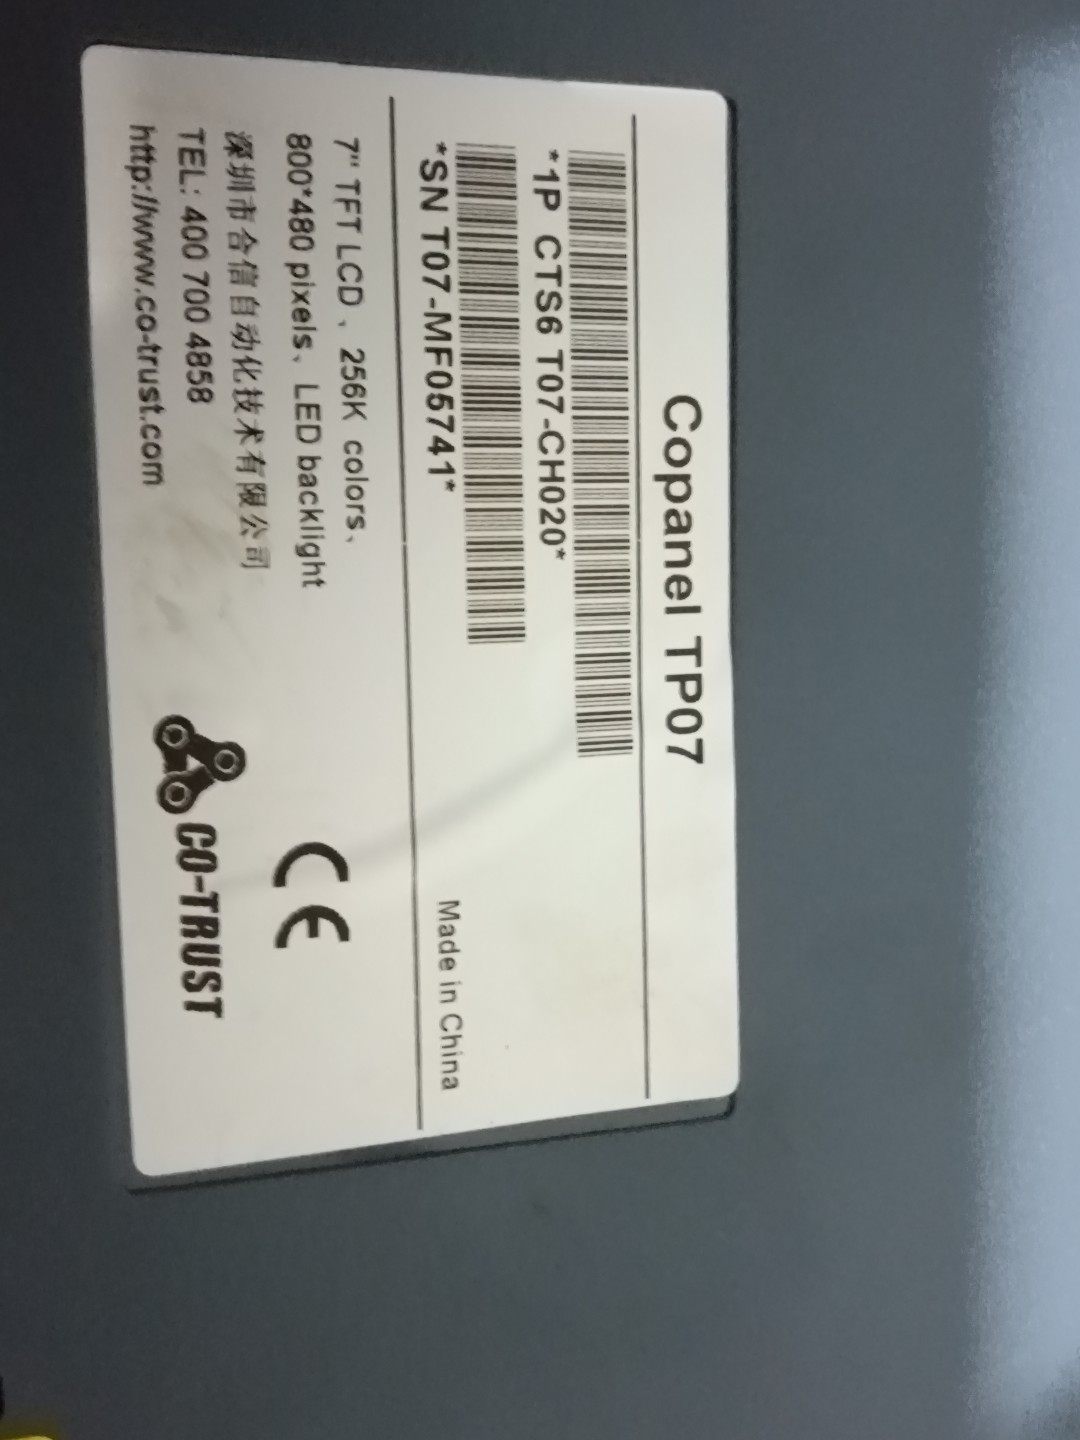 Copanel TP07
*1P CTS6 T07-CH020*
*SN T07-MF05741*
Made in China
7" TFT LCD 、256K colors、
800*480 pixels、LED backlight
深圳市合信自动化技术有限公司
TEL: 400 700 4858
http://www.co-trust.com
CE
CO-TRUST